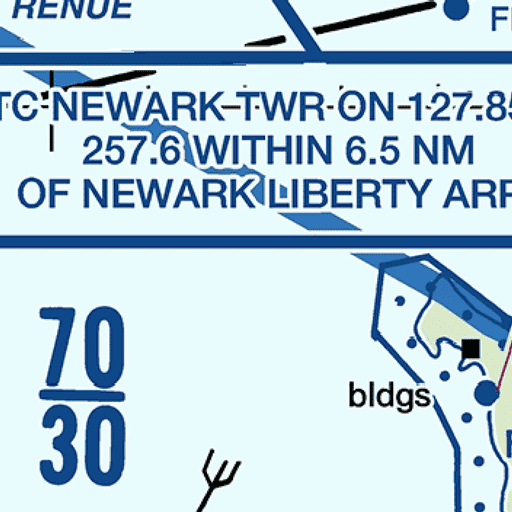 RENUE
TC NEWARK TWR ON 127.85
257.6 WITHIN 6.5 NM
OF NEWARK LIBERTY ARP
70
30
bldgs